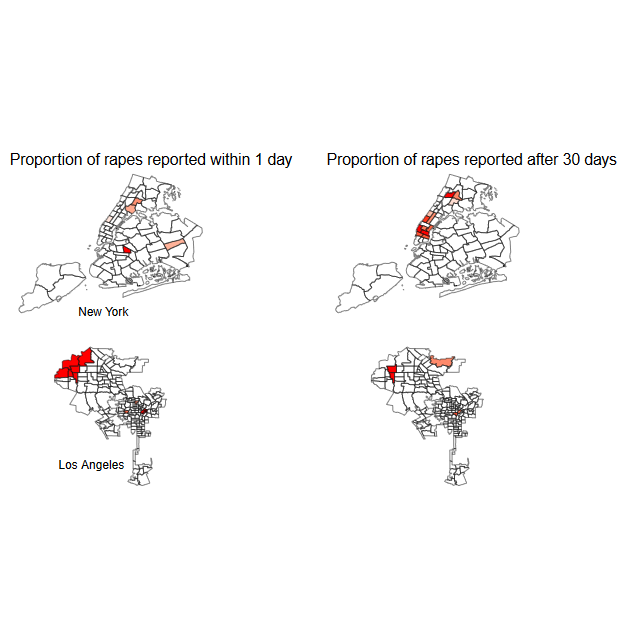 Proportion of rapes reported within 1 day
Proportion of rapes reported after 30 days
New York
Los Angeles